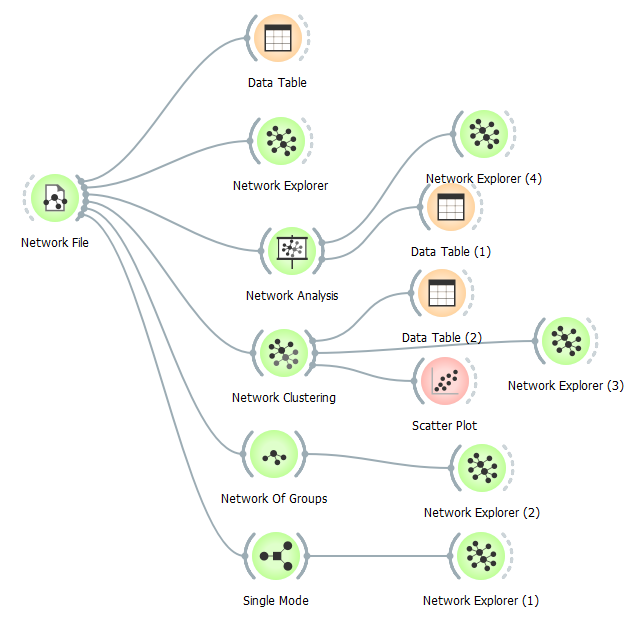 Data Table
Network Explorer
Network Explorer (4)
Network File
Data Table (1)
Network Analysis
Data Table (2)
Network Explorer (3)
Network Clustering
Scatter Plot
Network Of Groups
Network Explorer (2)
Single Mode
Network Explorer (1)